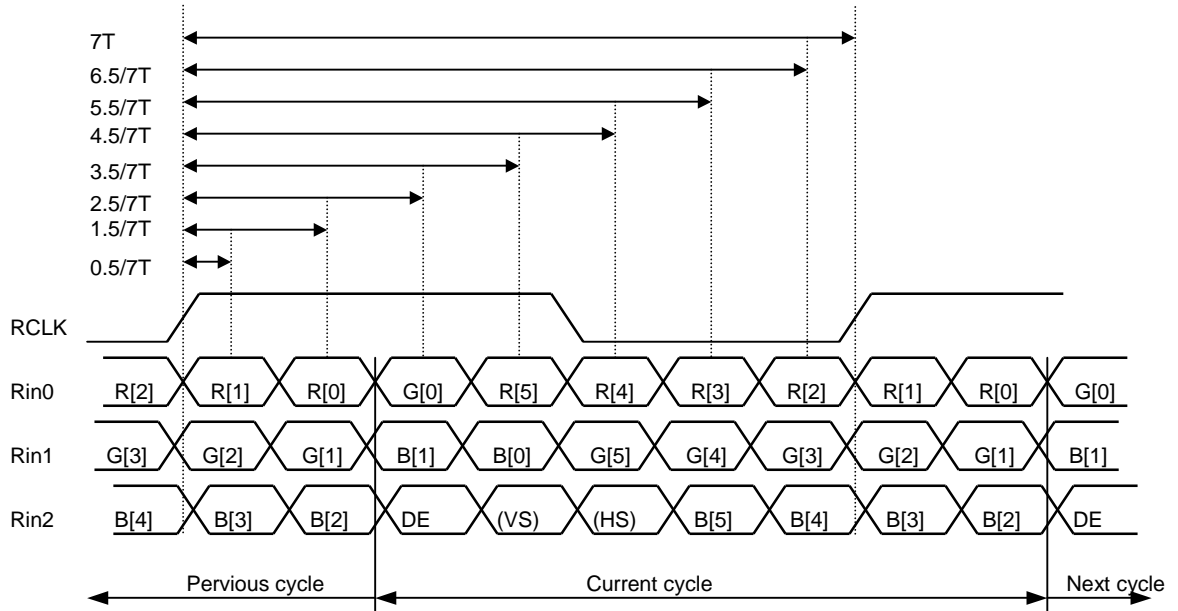 7T
6.5/7T
5.5/7T
4.5/7T
3.5/7T
2.5/7T
1.5/7T
0.5/7T
RCLK
Rin0 R[2] R[1] R[0] G[0] R[5] R[4] R[3] R[2] R[1] R[0] G[0]
Rin1 G[3] G[2] G[1] B[1] B[0] G[5] G[4] G[3] G[2] G[1] B[1]
Rin2 B[4] B[3] B[2] DE (VS) (HS) B[5] B[4] B[3] B[2] DE
Pervious cycle Current cycle Next cycle